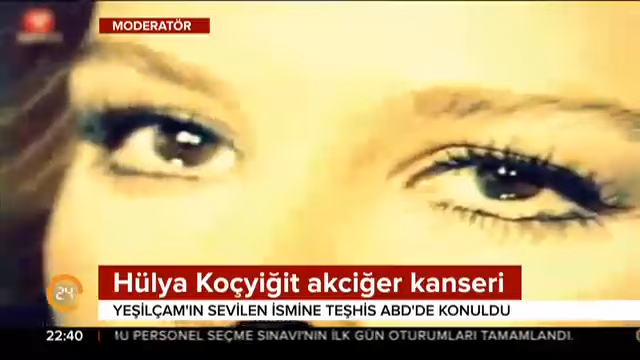 MODERATÖR
Hülya Koçyiğit akciğer kanseri
24
YEŞİLÇAM'IN SEVİLEN İSMİNE TEŞHİS ABD'DE KONULDU
22:40 MU PERSONEL SEÇME SINAVI'NIN İLK GÜN OTURUMLARI TAMAMLANDI.